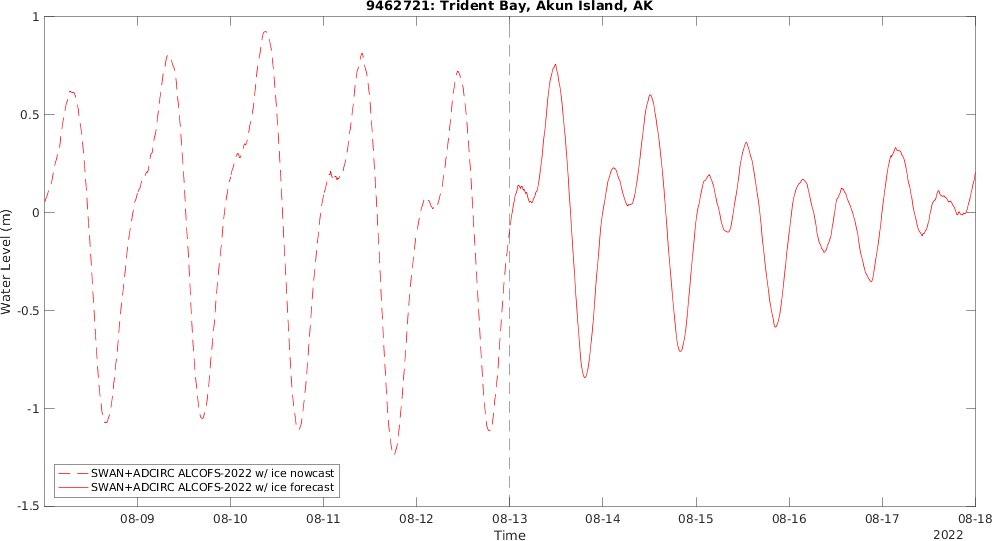 9462721: Trident Bay, Akun Island, AK
Water Level (m)
1
0.5
0
-0.5
-1
-1.5
SWAN+ADCIRC ALCOFS-2022 w/ ice nowcast
SWAN+ADCIRC ALCOFS-2022 w/ ice forecast
08-09 08-10 08-11 08-12 08-13 08-14 08-15 08-16 08-17 08-18
Time
2022